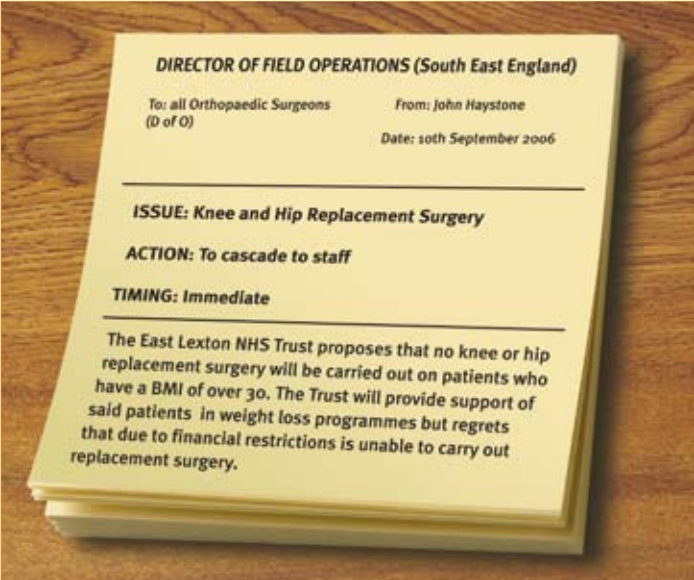 DIRECTOR OF FIELD OPERATIONS (South East England)
To: all Orthopaedic Surgeons
(D of O)
From: John Haystone
Date: 10th September 2006
ISSUE: Knee and Hip Replacement Surgery
ACTION: To cascade to staff
TIMING: Immediate
The East Lexton NHS Trust proposes that no knee or hip
replacement surgery will be carried out on patients who
have a BMI of over 30. The Trust will provide support of
said patients in weight loss programmes but regrets
that due to financial restrictions is unable to carry out
replacement surgery.